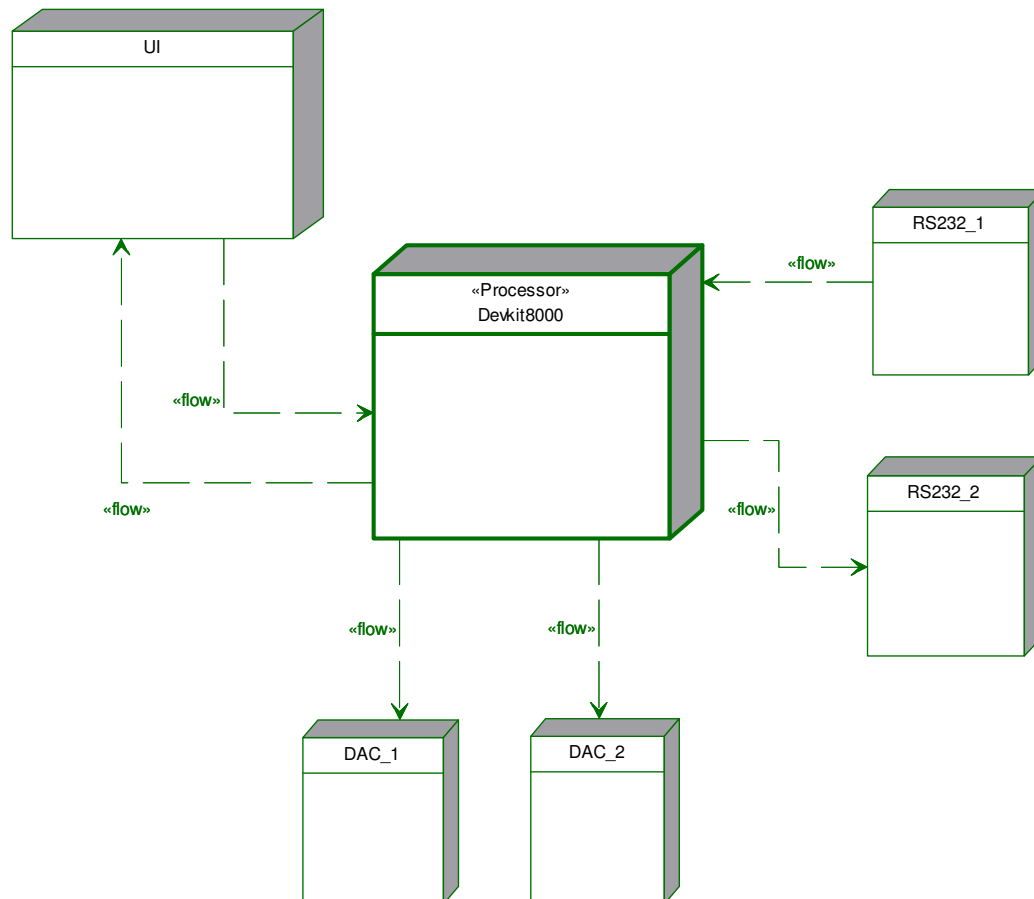 UI
RS232_1
«flow»
«Processor»
Devkit8000
«flow»
RS232_2
«flow»
«flow»
«flow»
«flow»
DAC_1
DAC_2